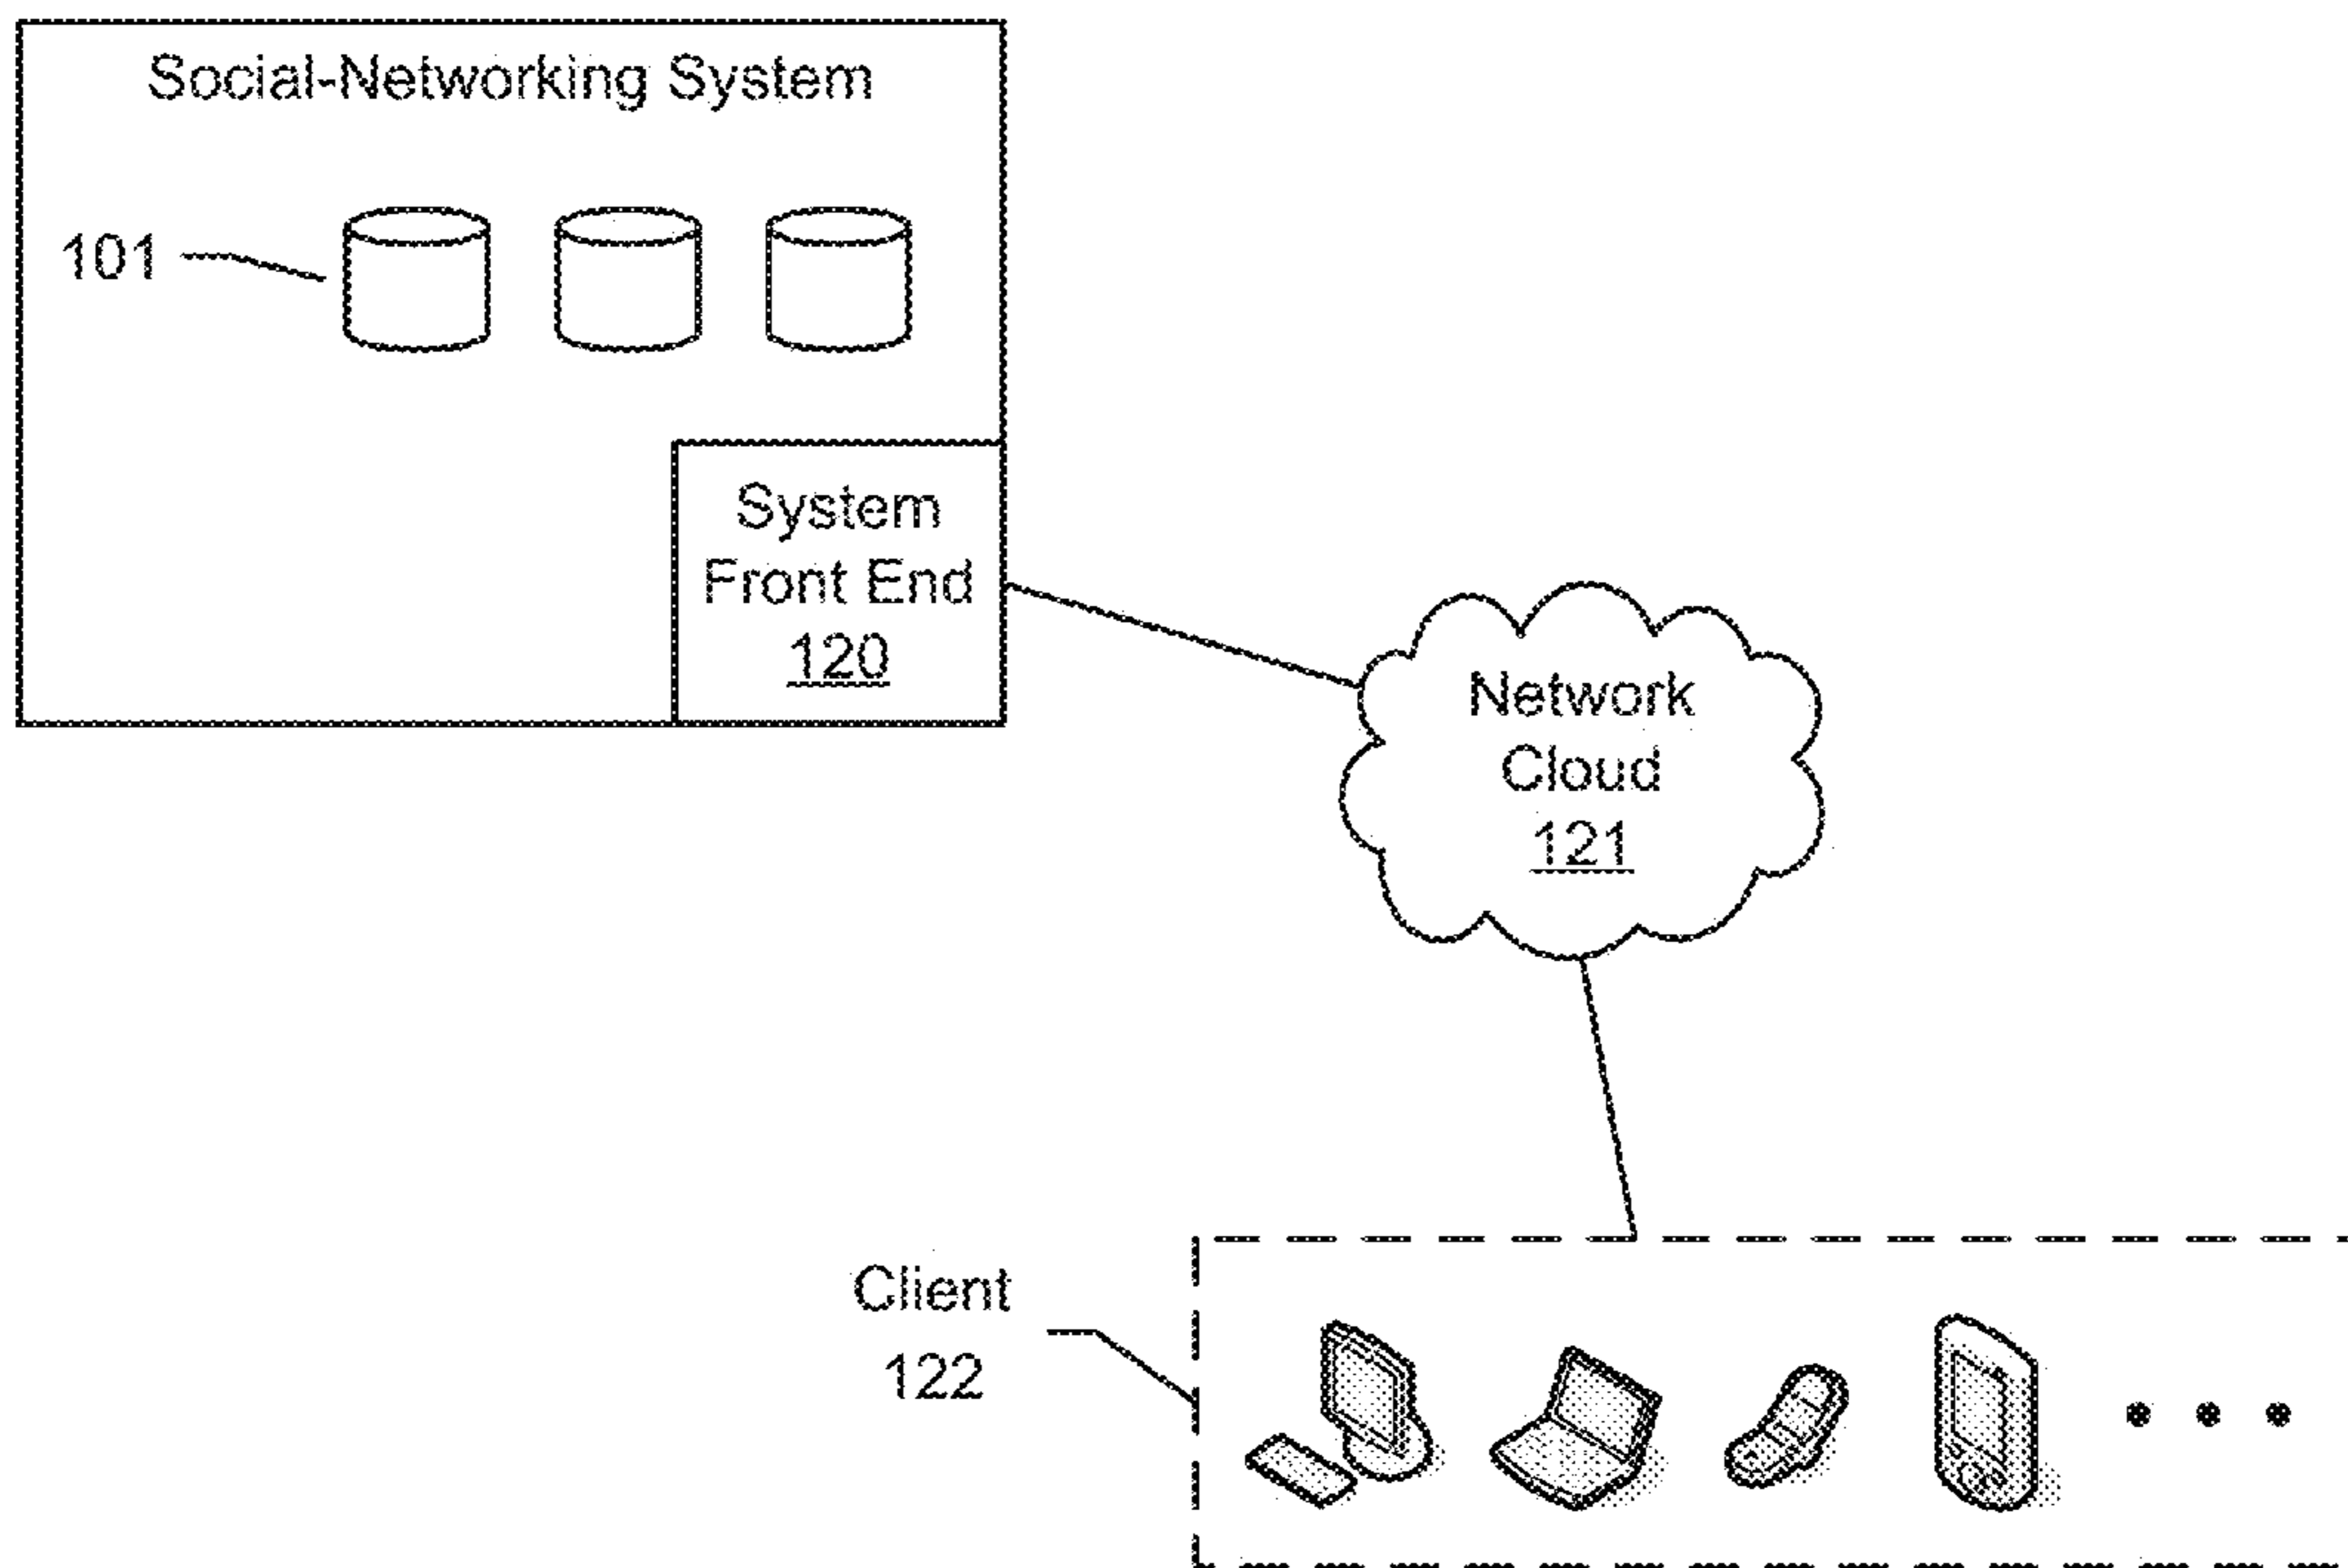 Social-Networking System
101
System
Front End
120
Network
Cloud
121
Client
122